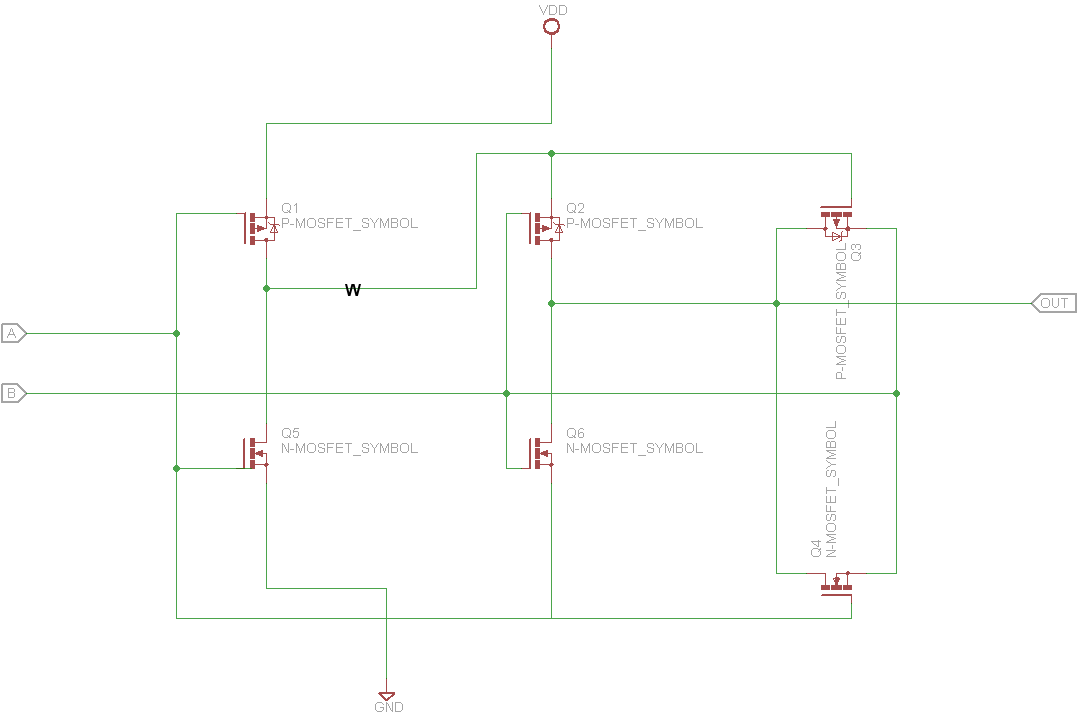 VDD
Q1
P-MOSFET_SYMBOL
Q2
P-MOSFET_SYMBOL
Q3
P-MOSFET_SYMBOL
W
OUT
A
B
Q5
N-MOSFET_SYMBOL
Q6
N-MOSFET_SYMBOL
Q4
N-MOSFET_SYMBOL
GND